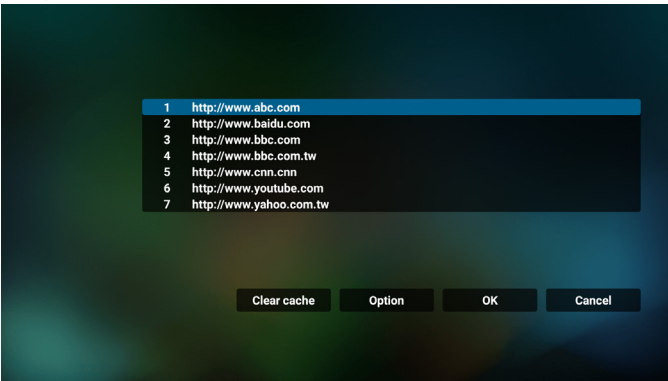 1 http://www.abc.com
2 http://www.baidu.com
3 http://www.bbc.com
4 http://www.bbc.com.tw
5 http://www.cnn.cnn
6 http://www.youtube.com
7 http://www.yahoo.com.tw
Clear cache Option OK Cancel